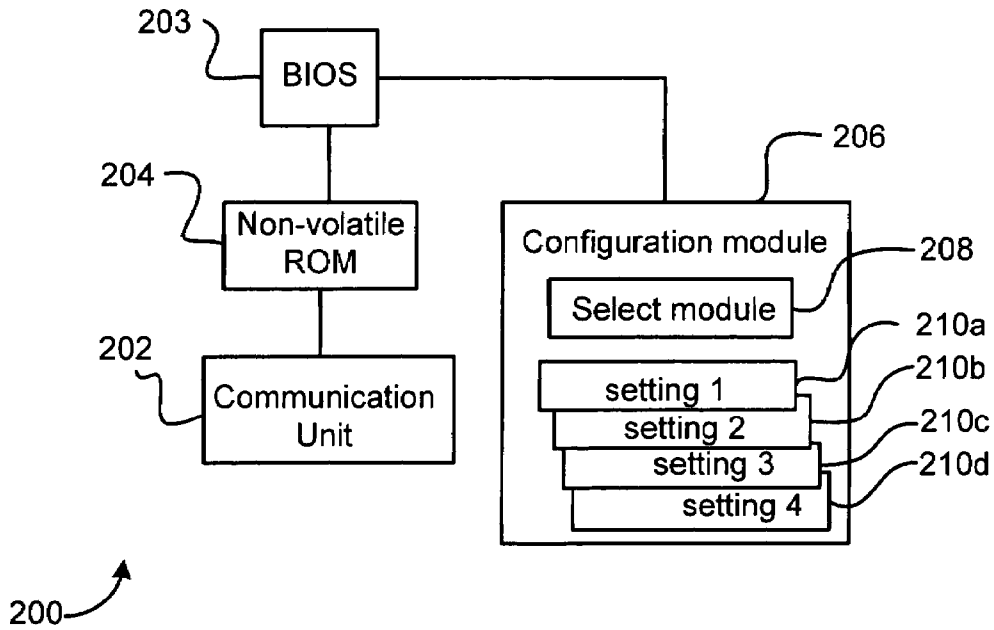 203
BIOS
206
204
Non-volatile
ROM
Configuration module
208
Select module
210a
202
Communication
Unit
setting 1
210b
setting 2
210c
setting 3
210d
setting 4
200